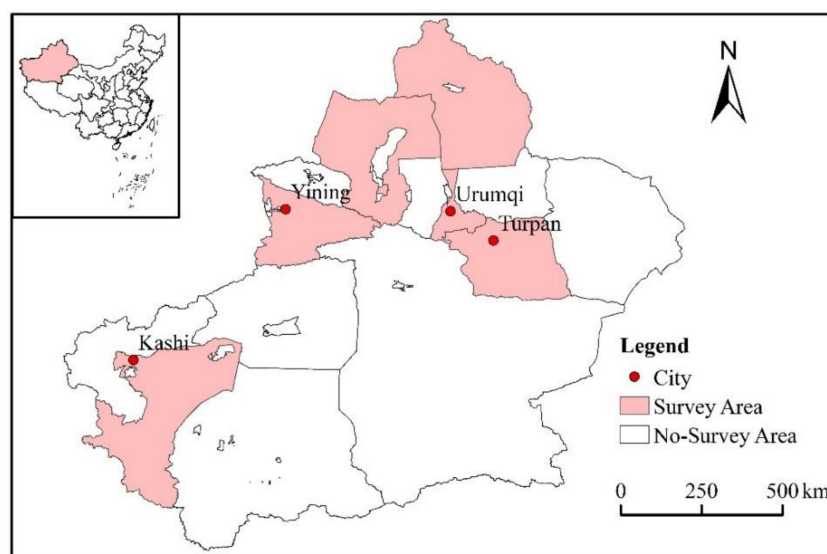 N
Yining
Urumqi
Turpan
Kashi
Legend
City
Survey Area
No-Survey Area
0 250 500 km